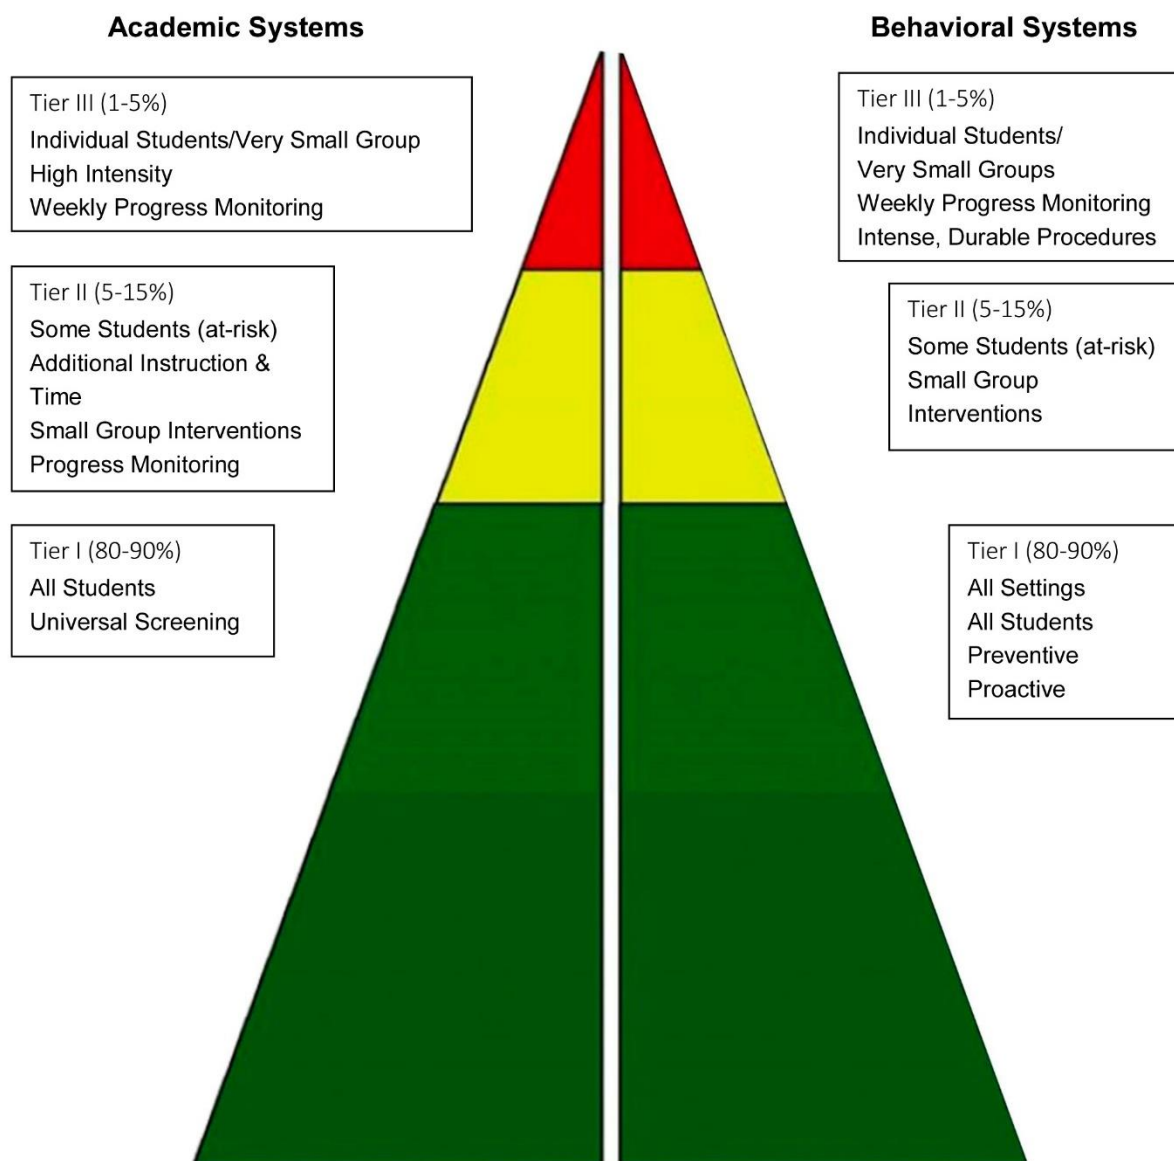 Academic Systems
Tier III (1-5%)
Individual Students/Very Small Group
High Intensity
Weekly Progress Monitoring
Tier II (5-15%)
Some Students (at-risk)
Additional Instruction &
Time
Small Group Interventions
Progress Monitoring
Tier I (80-90%)
All Students
Universal Screening
Behavioral Systems
Tier III (1-5%)
Individual Students/
Very Small Groups
Weekly Progress Monitoring
Intense, Durable Procedures
Tier II (5-15%)
Some Students (at-risk)
Small Group
Interventions
Tier I (80-90%)
All Settings
All Students
Preventive
Proactive